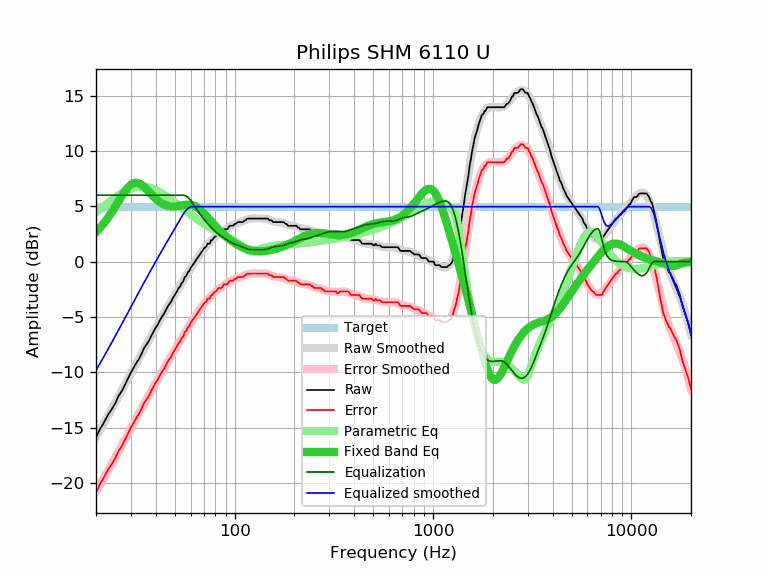 Philips SHM 6110 U
15
10
5
0
−5
−10
−15
−20
Amplitude (dBr)
Target
Raw Smoothed
Error Smoothed
Raw
Error
Parametric Eq
Fixed Band Eq
Equalization
Equalized smoothed
100
1000
10000
Frequency (Hz)